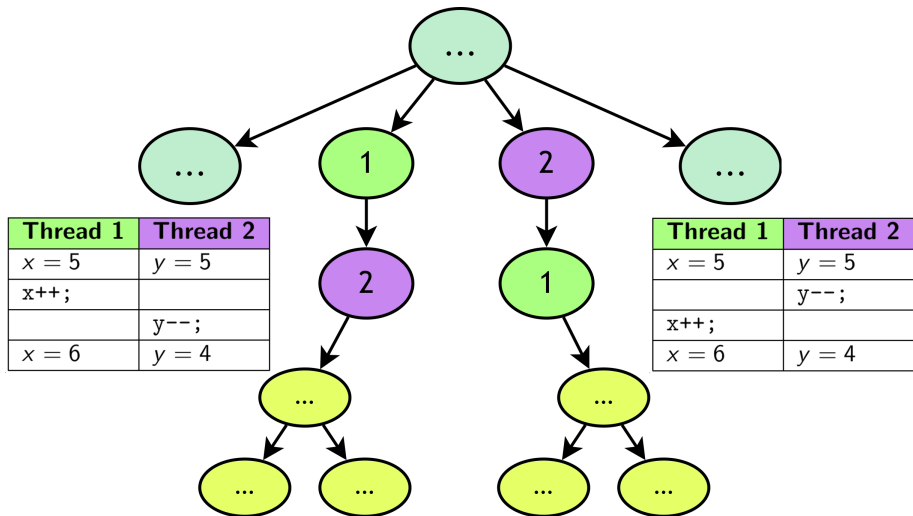 ...
... 1 2 ...
Thread 1 Thread 2
x = 5 y = 5
x++;
y--;
x = 6 y = 4
2 1
Thread 1 Thread 2
x = 5 y = 5
y--;
x++;
x = 6 y = 4
... ...
... ... ... ...